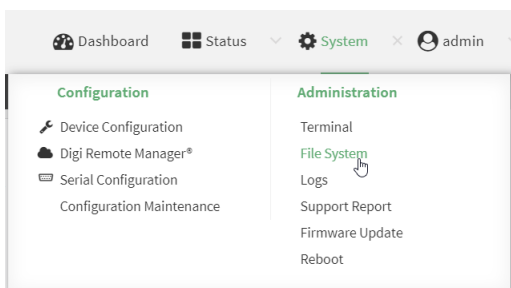 Dashboard Status System admin
Configuration
Device Configuration
Digi Remote Manager®
Serial Configuration
Configuration Maintenance
Administration
Terminal
File System
Logs
Support Report
Firmware Update
Reboot